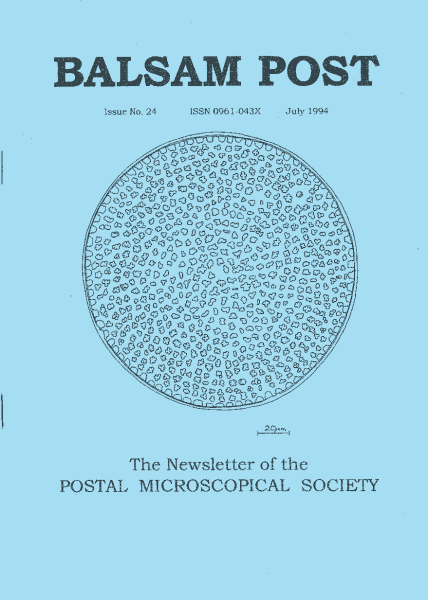 BALSAM POST
Issue No. 24 ISSN 0961-043X July 1994
20µm
The Newsletter of the
POSTAL MICROSCOPICAL SOCIETY